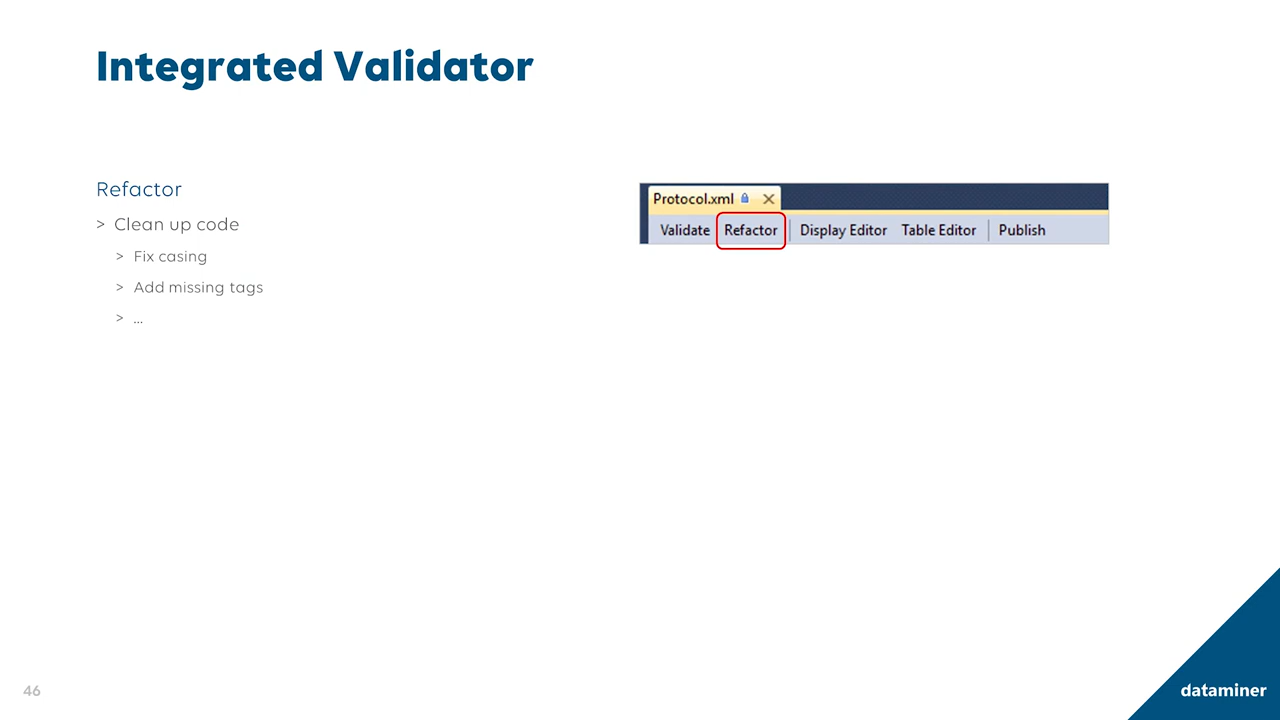 Integrated Validator
Refactor
> Clean up code
> Fix casing
> Add missing tags
> ...
Protocol.xml
Validate Refactor Display Editor Table Editor Publish
46
dataminer